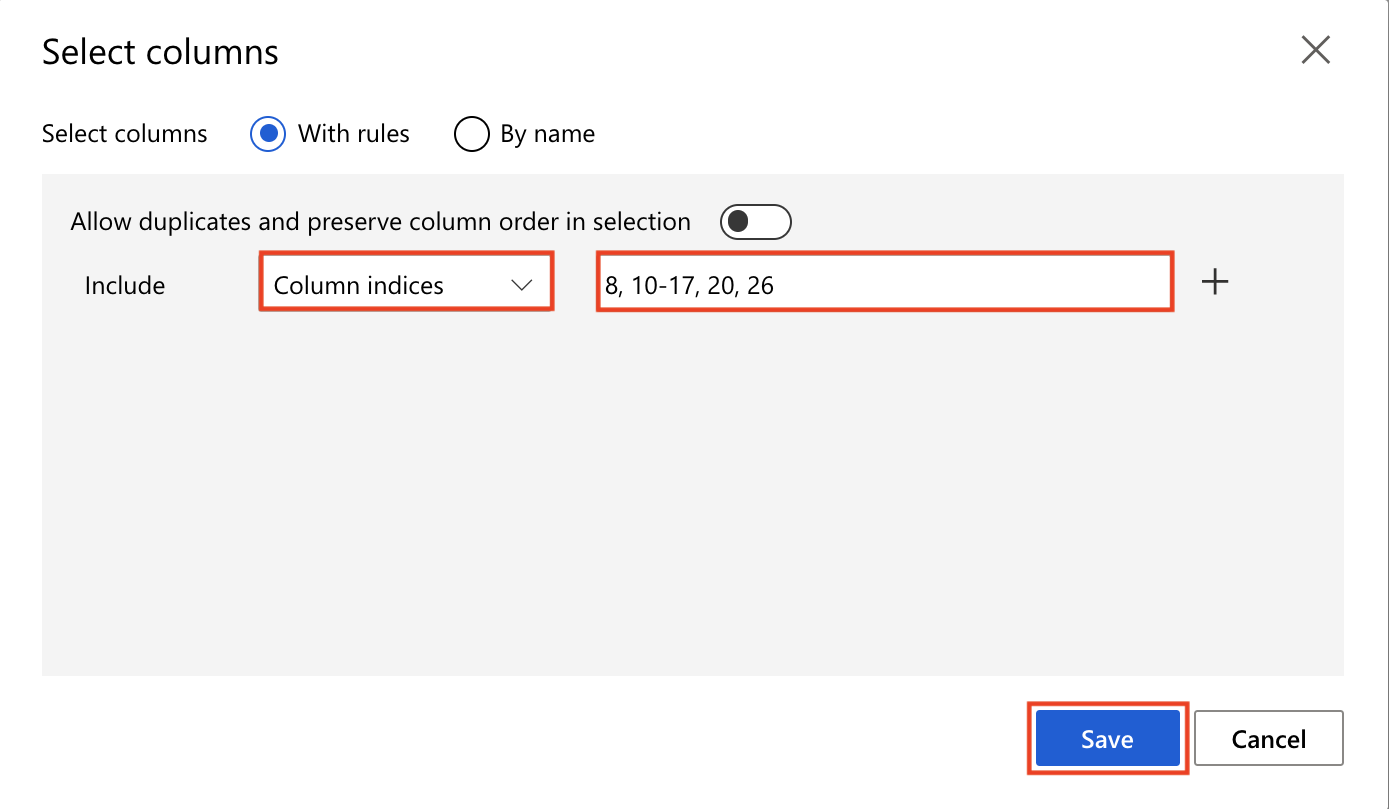 Select columns
Select columns With rules By name
Allow duplicates and preserve column order in selection
Include Column indices 8, 10-17, 20, 26
Save Cancel